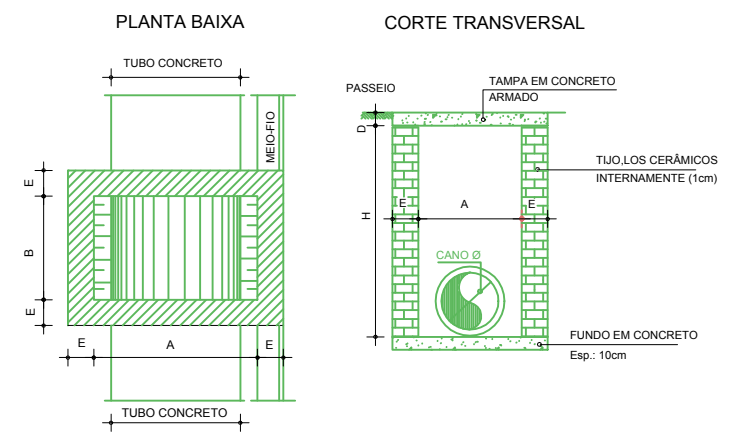 PLANTA BAIXA
TUBO CONCRETO
MEIO-FIO
E
B
E
E
A
E
TUBO CONCRETO
CORTE TRANSVERSAL
PASSEIO
TAMPA EM CONCRETO
ARMADO
D
TIJO,LOS CERÂMICOS
INTERNAMENTE (1cm)
E
A
E
H
CANO Ø
FUNDO EM CONCRETO
Esp.: 10cm